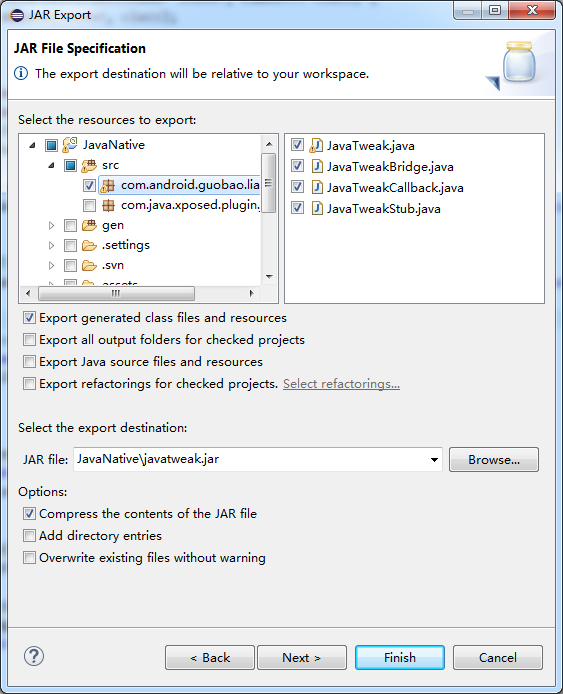 JAR Export
JAR File Specification
The export destination will be relative to your workspace.
Select the resources to export:
JavaNative
src
com.android.guobao.lia
com.java.xposed.plugin.
gen
.settings
.svn
assets
JavaTweak.java
JavaTweakBridge.java
JavaTweakCallback.java
JavaTweakStub.java
Export generated class files and resources
Export all output folders for checked projects
Export Java source files and resources
Export refactorings for checked projects. Select refactorings...
Select the export destination:
JAR file: JavaNative\javatweak.jar Browse...
Options:
Compress the contents of the JAR file
Add directory entries
Overwrite existing files without warning
? < Back Next > Finish Cancel